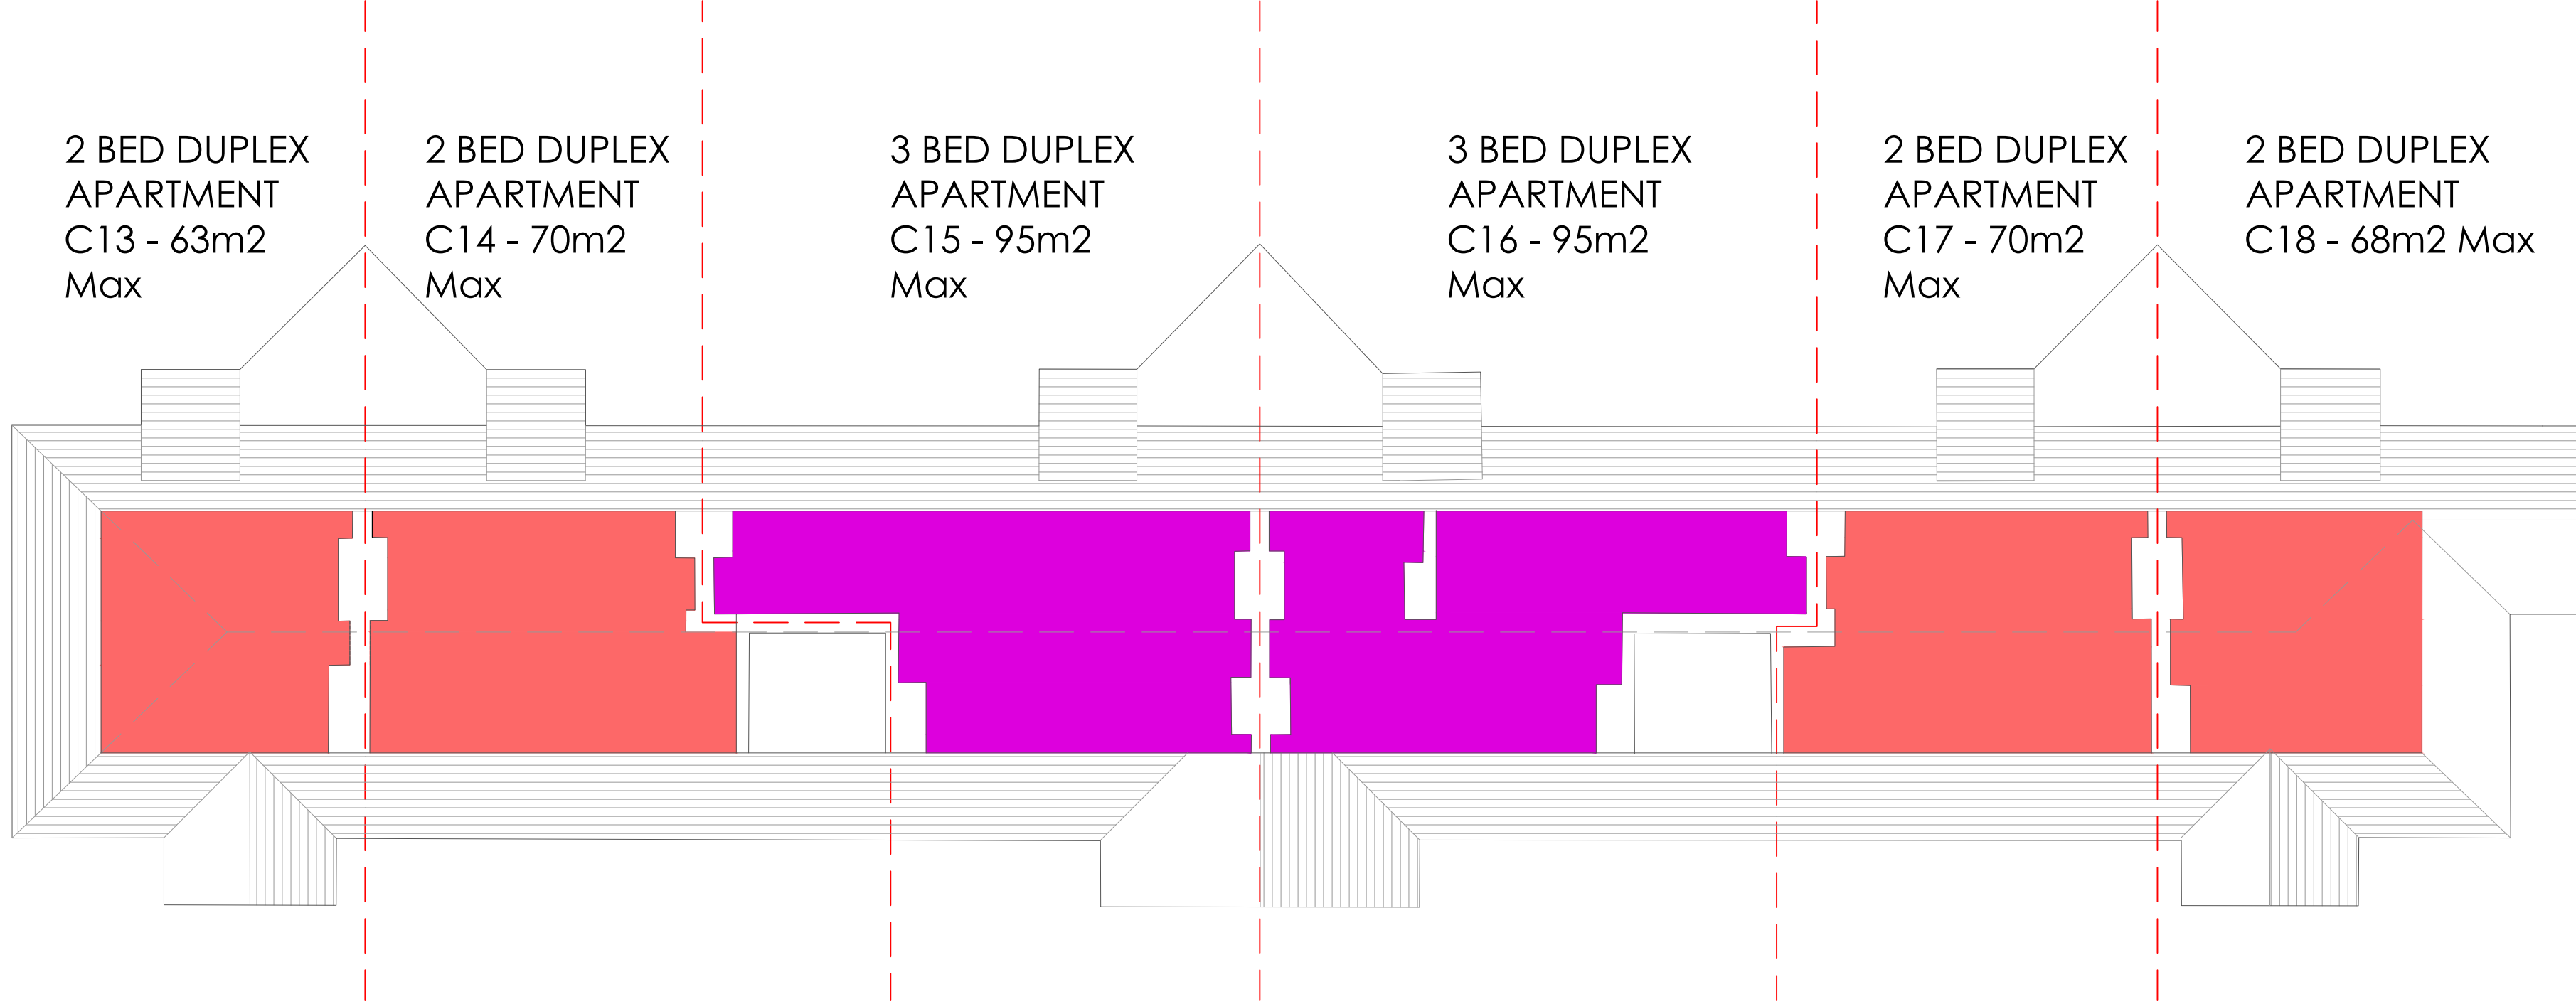 2 BED DUPLEX
APARTMENT
C13 - 63m2
Max
2 BED DUPLEX
APARTMENT
C14 - 70m2
Max
3 BED DUPLEX
APARTMENT
C15 - 95m2
Max
3 BED DUPLEX
APARTMENT
C16 - 95m2
Max
2 BED DUPLEX
APARTMENT
C17 - 70m2
Max
2 BED DUPLEX
APARTMENT
C18 - 68m2 Max